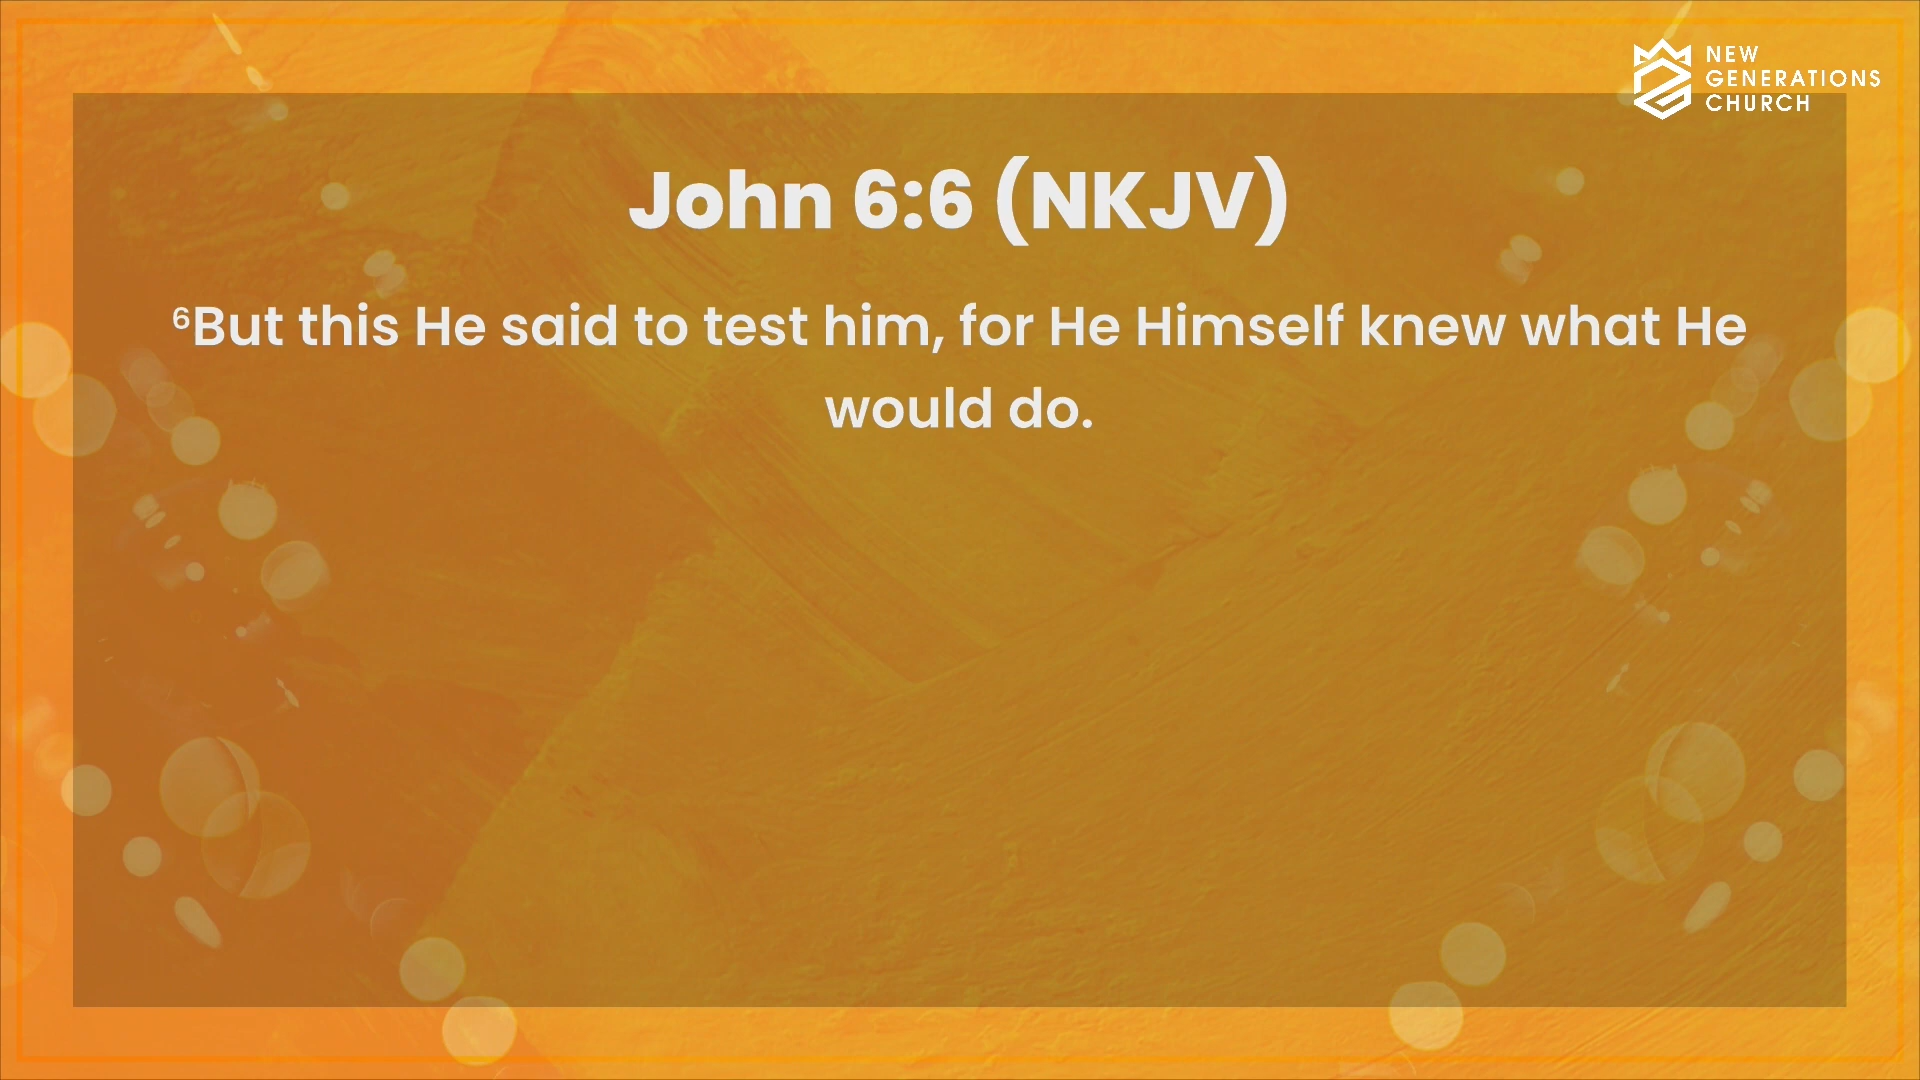 NEW
GENERATIONS
CHURCH
John 6:6 (NKJV)
⁶But this He said to test him, for He Himself knew what He
would do.